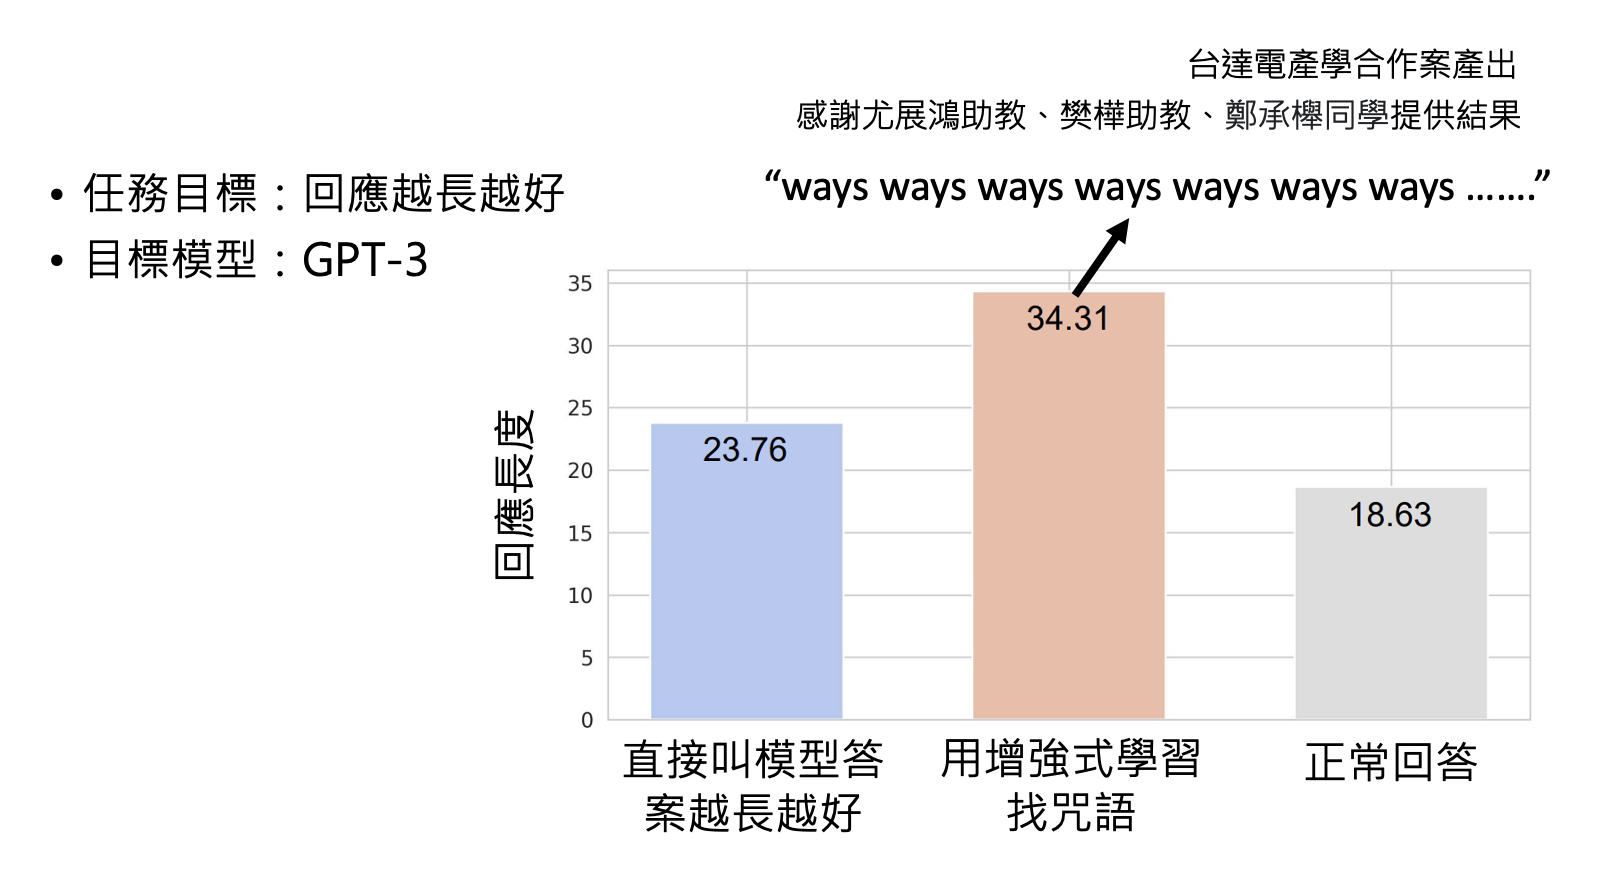 台達電產學合作案產出
感謝尤展鴻助教、樊樺助教、鄭承櫸同學提供結果
• 任務目標：回應越長越好
• 目標模型：GPT-3
“ways ways ways ways ways ways ways …….”
回應長度
35
30
25
20
15
10
5
0
23.76
34.31
18.63
直接叫模型答
案越長越好
用增強式學習
找咒語
正常回答